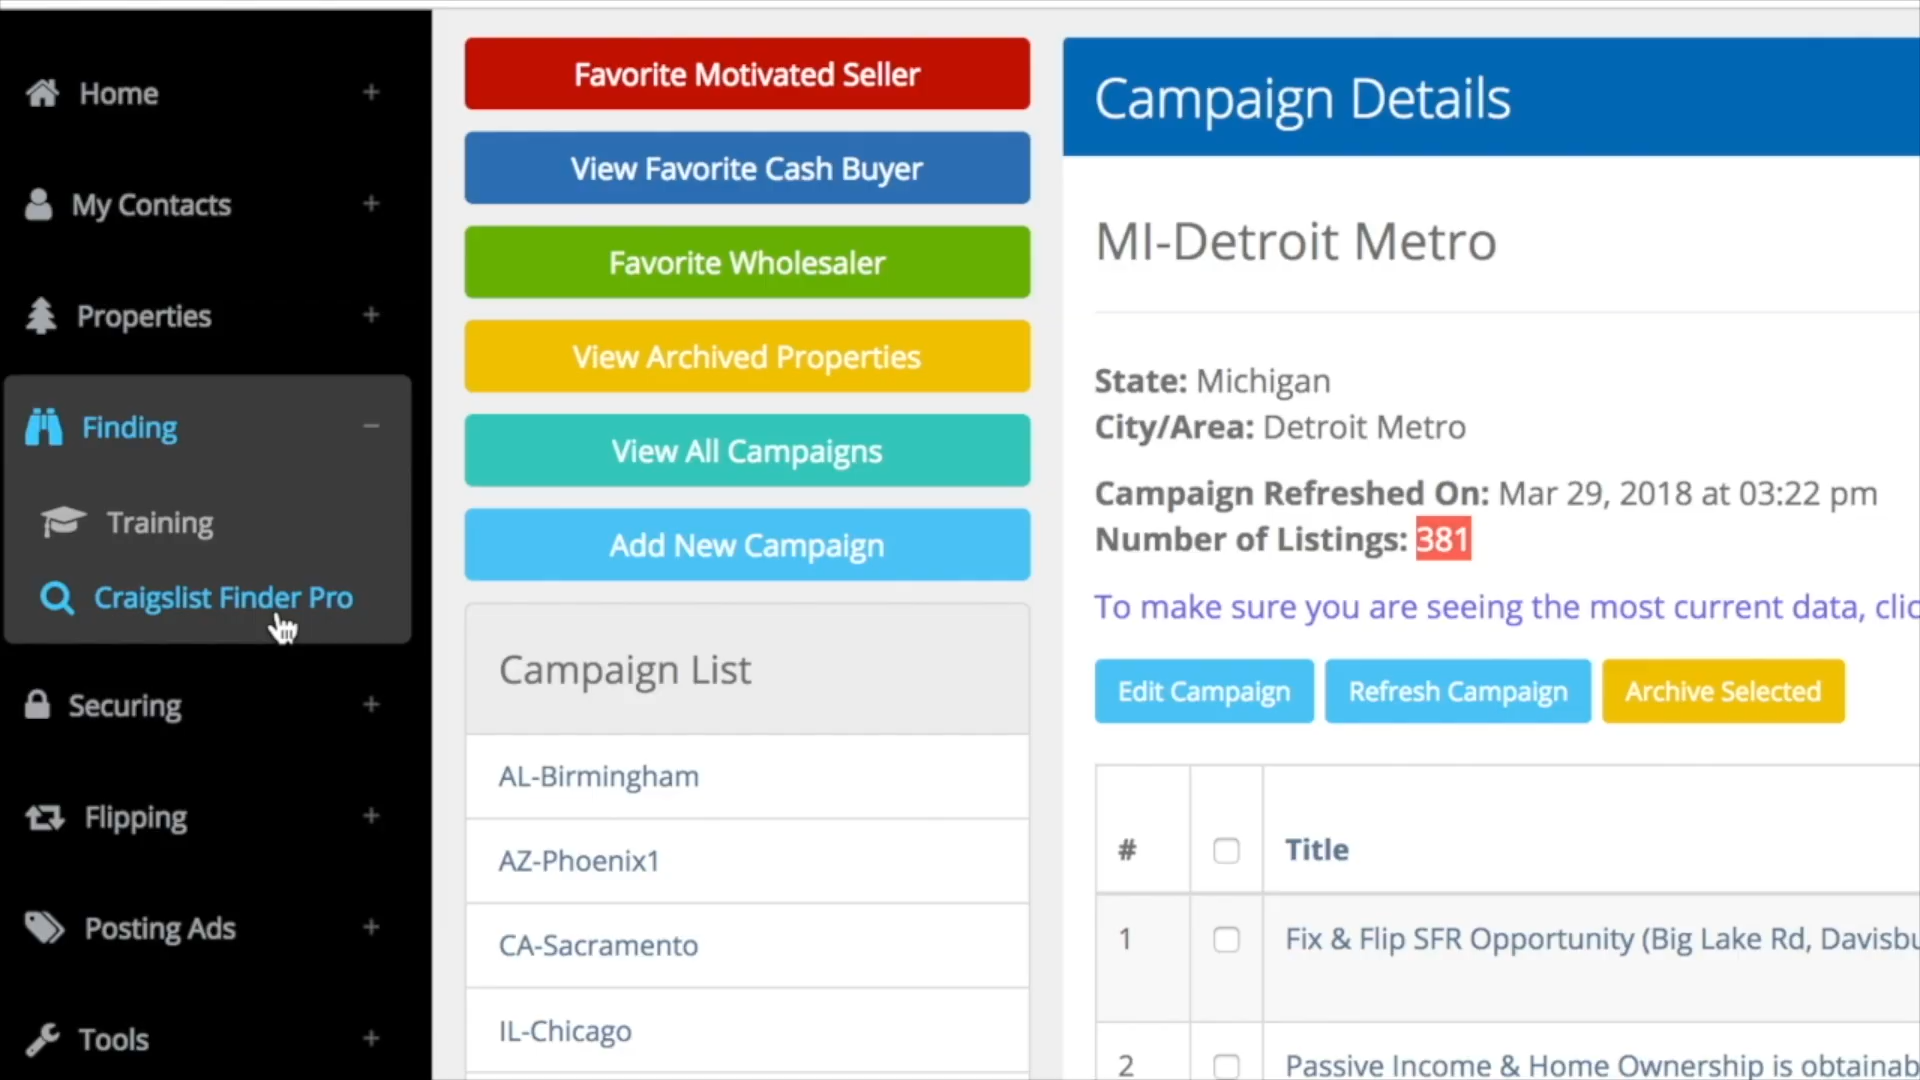 Home
My Contacts
Properties
Finding
Training
Craigslist Finder Pro
Securing
Flipping
Posting Ads
Tools
Favorite Motivated Seller
View Favorite Cash Buyer
Favorite Wholesaler
View Archived Properties
View All Campaigns
Add New Campaign
Campaign List
AL-Birmingham
AZ-Phoenix1
CA-Sacramento
IL-Chicago
Campaign Details
MI-Detroit Metro
State: Michigan
City/Area: Detroit Metro
Campaign Refreshed On: Mar 29, 2018 at 03:22 pm
Number of Listings: 381
To make sure you are seeing the most current data, clic
Edit Campaign Refresh Campaign Archive Selected
# Title
1 Fix & Flip SFR Opportunity (Big Lake Rd, Davisbu
2 Passive Income & Home Ownership is obtainab